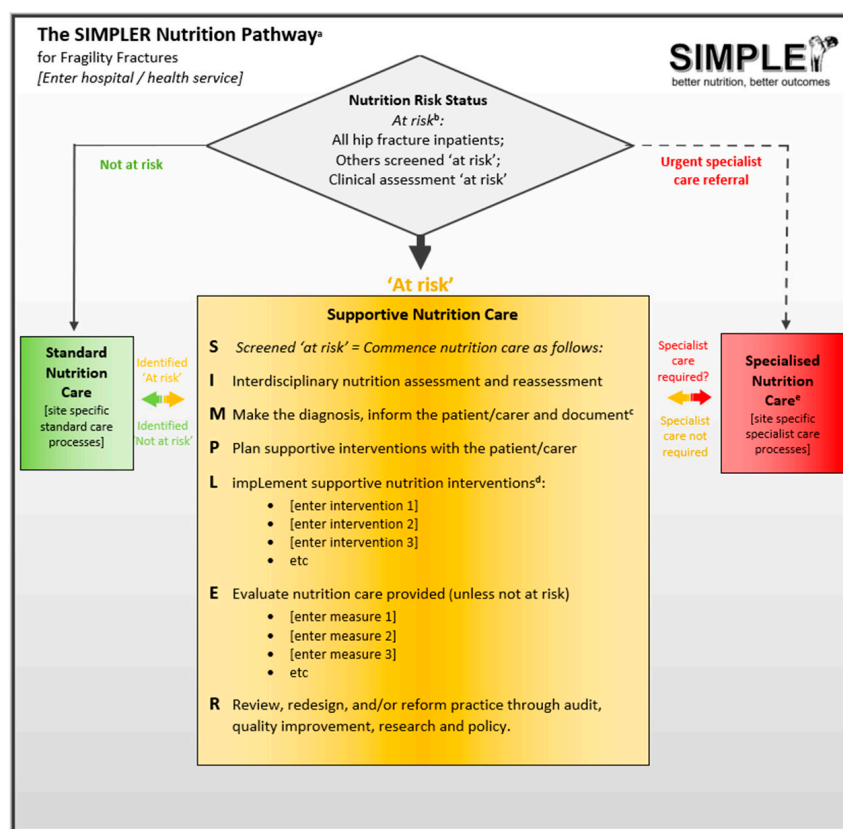 The SIMPLER Nutrition Pathwayᵃ
for Fragility Fractures
[Enter hospital / health service]
SIMPLE
better nutrition, better outcomes
Nutrition Risk Status
At riskᵇ:
All hip fracture inpatients;
Others screened ‘at risk’;
Clinical assessment ‘at risk’
Not at risk
Urgent specialist
care referral
‘At risk’
Standard
Nutrition
Care
[site specific
standard care
processes]
Identified
‘At risk’
Identified
‘Not at risk’
Supportive Nutrition Care
S Screened ‘at risk’ = Commence nutrition care as follows:
I Interdisciplinary nutrition assessment and reassessment
M Make the diagnosis, inform the patient/carer and documentᶜ
P Plan supportive interventions with the patient/carer
L impLement supportive nutrition interventionsᵈ:
• [enter intervention 1]
• [enter intervention 2]
• [enter intervention 3]
• etc
E Evaluate nutrition care provided (unless not at risk)
• [enter measure 1]
• [enter measure 2]
• [enter measure 3]
• etc
R Review, redesign, and/or reform practice through audit,
quality improvement, research and policy.
Specialist
care
required?
Specialist
care not
required
Specialised
Nutrition
Careᵉ
[site specific
specialist care
processes]